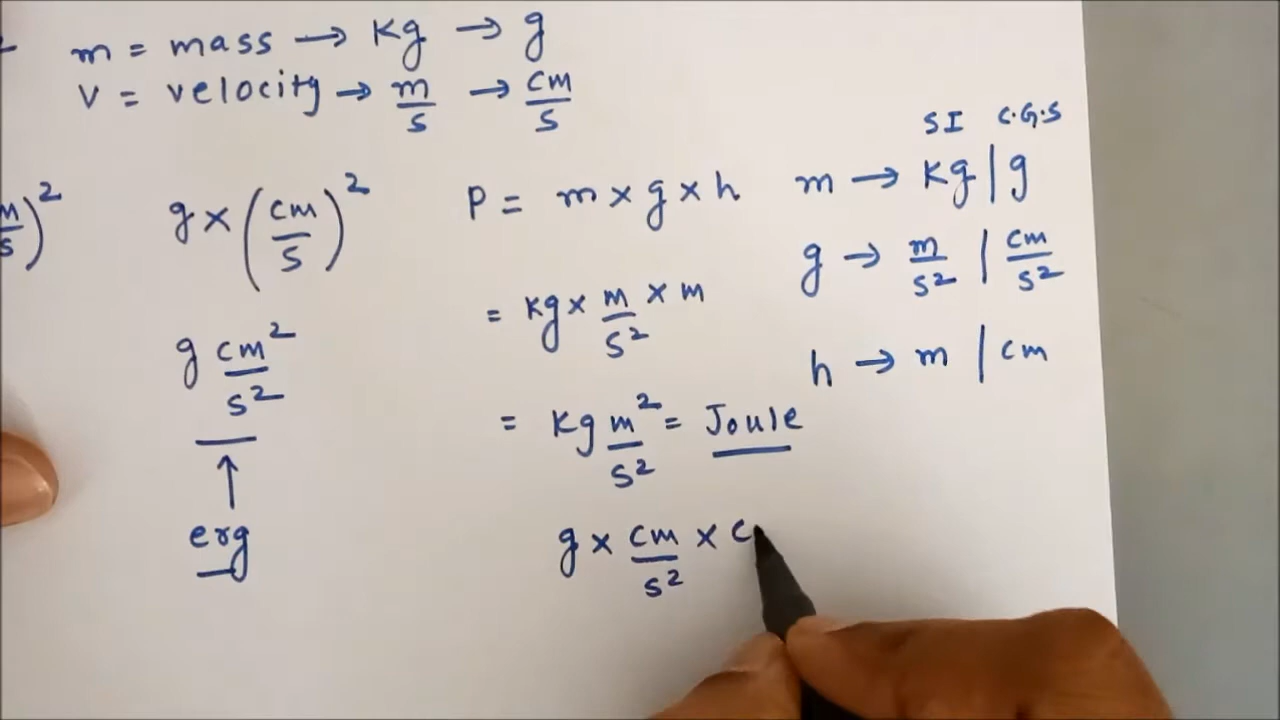 m = mass → Kg → g
v = velocity → m/s → cm/s
SI C.G.S
m → Kg | g
g → m/s² | cm/s²
h → m | cm
m/s)²
g × (cm/s)²
g cm²/s²
↑
erg
P = m × g × h
= Kg × m/s² × m
= Kg m²/s² = Joule
g × cm/s² × c